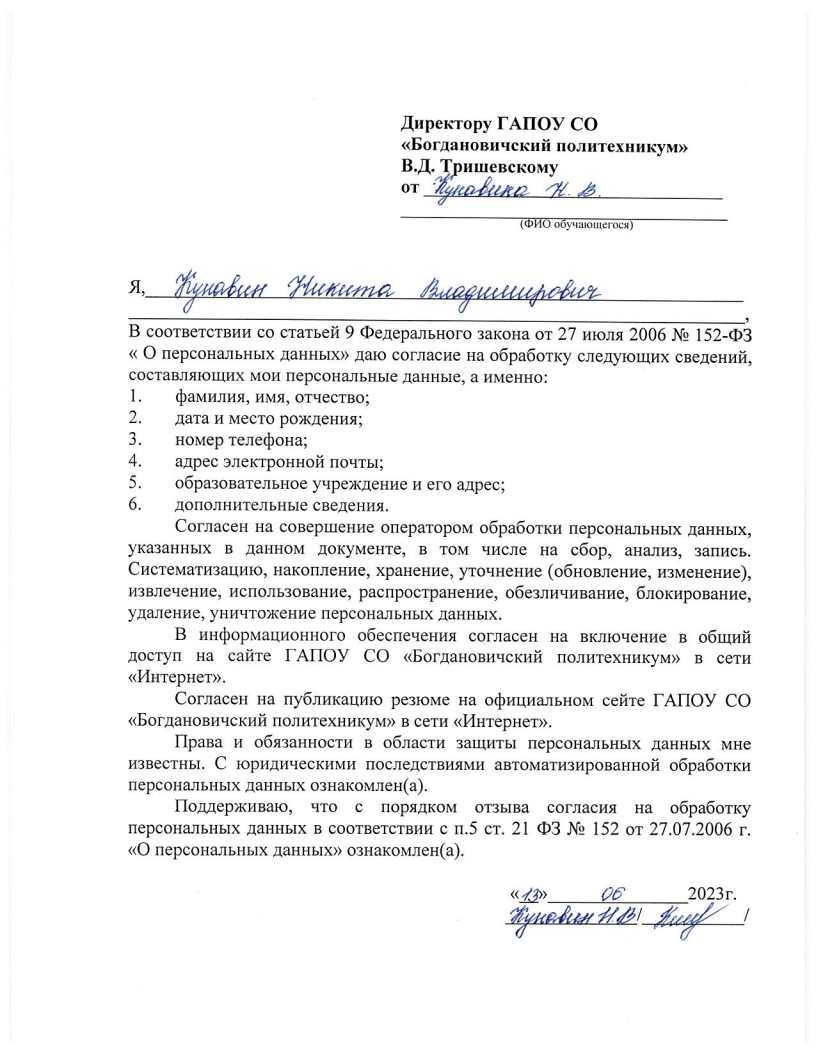 Директору ГАПОУ СО
«Богдановичский политехникум»
В.Д. Тришевскому
от Кунавина Н. В.
(ФИО обучающегося)
Я, Кунавин Никита Владимирович
,
В соответствии со статьей 9 Федерального закона от 27 июля 2006 № 152-ФЗ
« О персональных данных» даю согласие на обработку следующих сведений,
составляющих мои персональные данные, а именно:
1. фамилия, имя, отчество;
2. дата и место рождения;
3. номер телефона;
4. адрес электронной почты;
5. образовательное учреждение и его адрес;
6. дополнительные сведения.
Согласен на совершение оператором обработки персональных данных,
указанных в данном документе, в том числе на сбор, анализ, запись.
Систематизацию, накопление, хранение, уточнение (обновление, изменение),
извлечение, использование, распространение, обезличивание, блокирование,
удаление, уничтожение персональных данных.
В информационного обеспечения согласен на включение в общий
доступ на сайте ГАПОУ СО «Богдановичский политехникум» в сети
«Интернет».
Согласен на публикацию резюме на официальном сейте ГАПОУ СО
«Богдановичский политехникум» в сети «Интернет».
Права и обязанности в области защиты персональных данных мне
известны. С юридическими последствиями автоматизированной обработки
персональных данных ознакомлен(а).
Поддерживаю, что с порядком отзыва согласия на обработку
персональных данных в соответствии с п.5 ст. 21 ФЗ № 152 от 27.07.2006 г.
«О персональных данных» ознакомлен(а).
«13» 06 2023г.
Кунавин Н.В / /